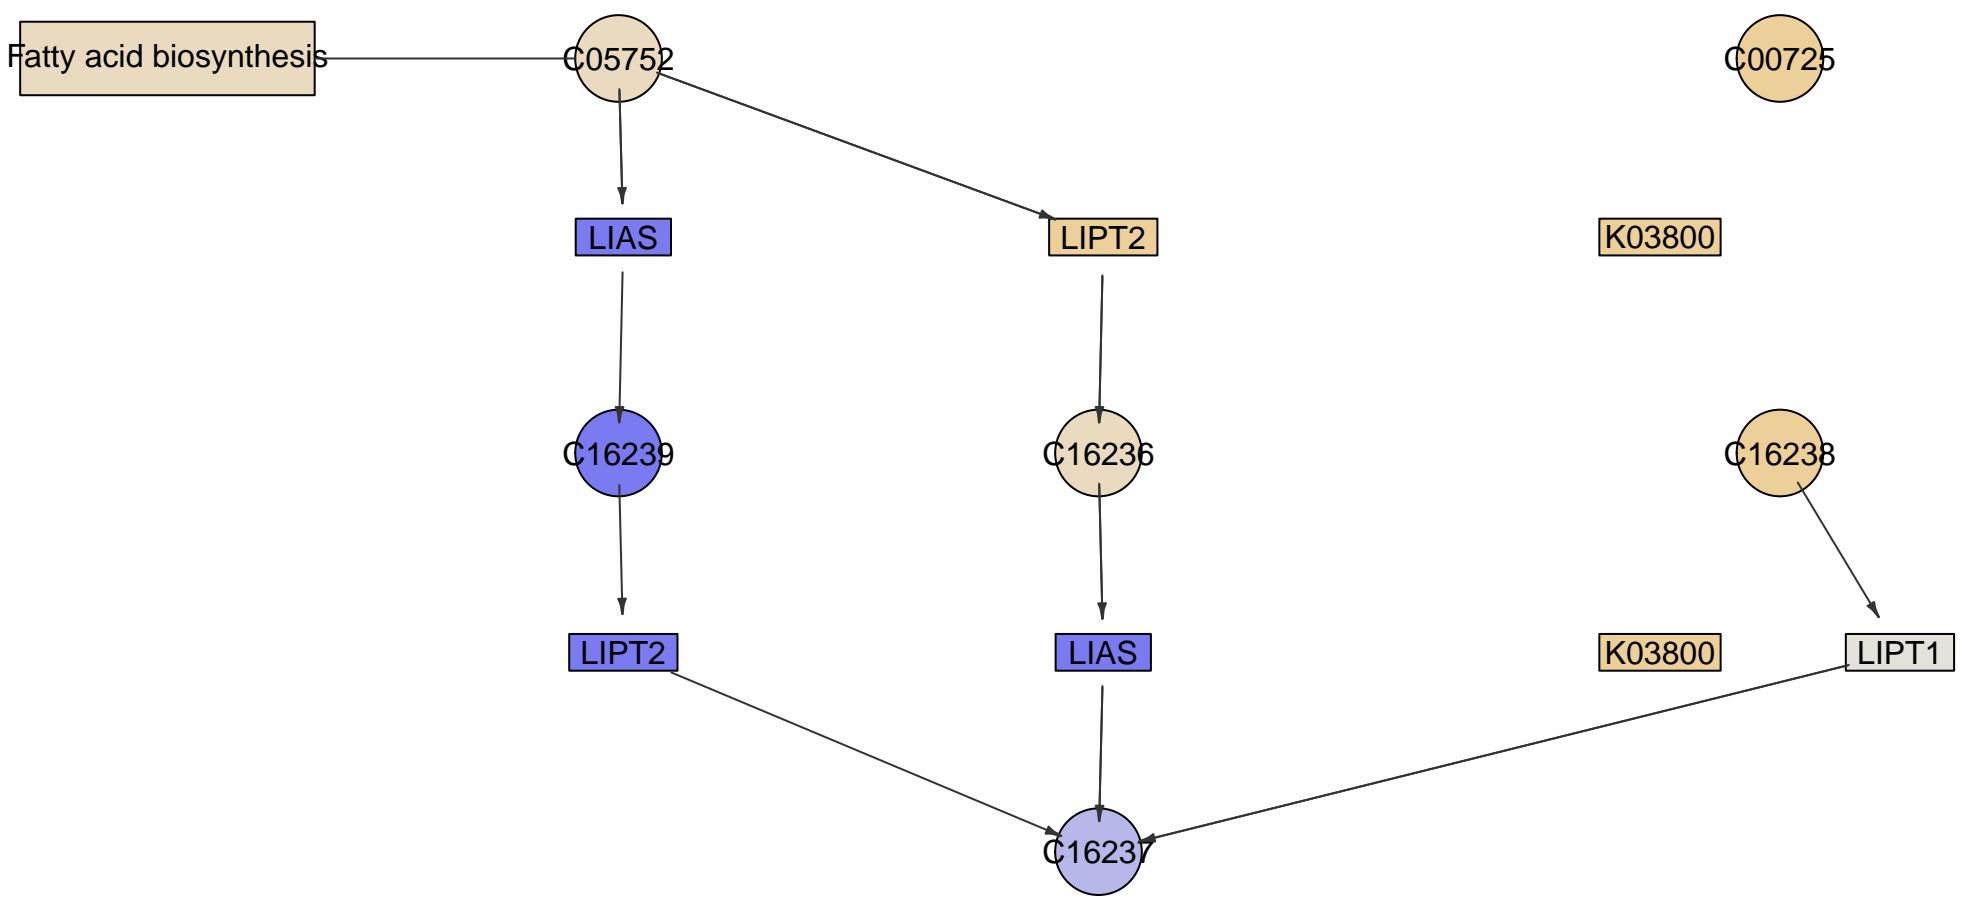 Fatty acid biosynthesis
C05752
C00725
LIAS
LIPT2
K03800
C16239
C16236
C16238
LIPT2
LIAS
K03800
LIPT1
C16237